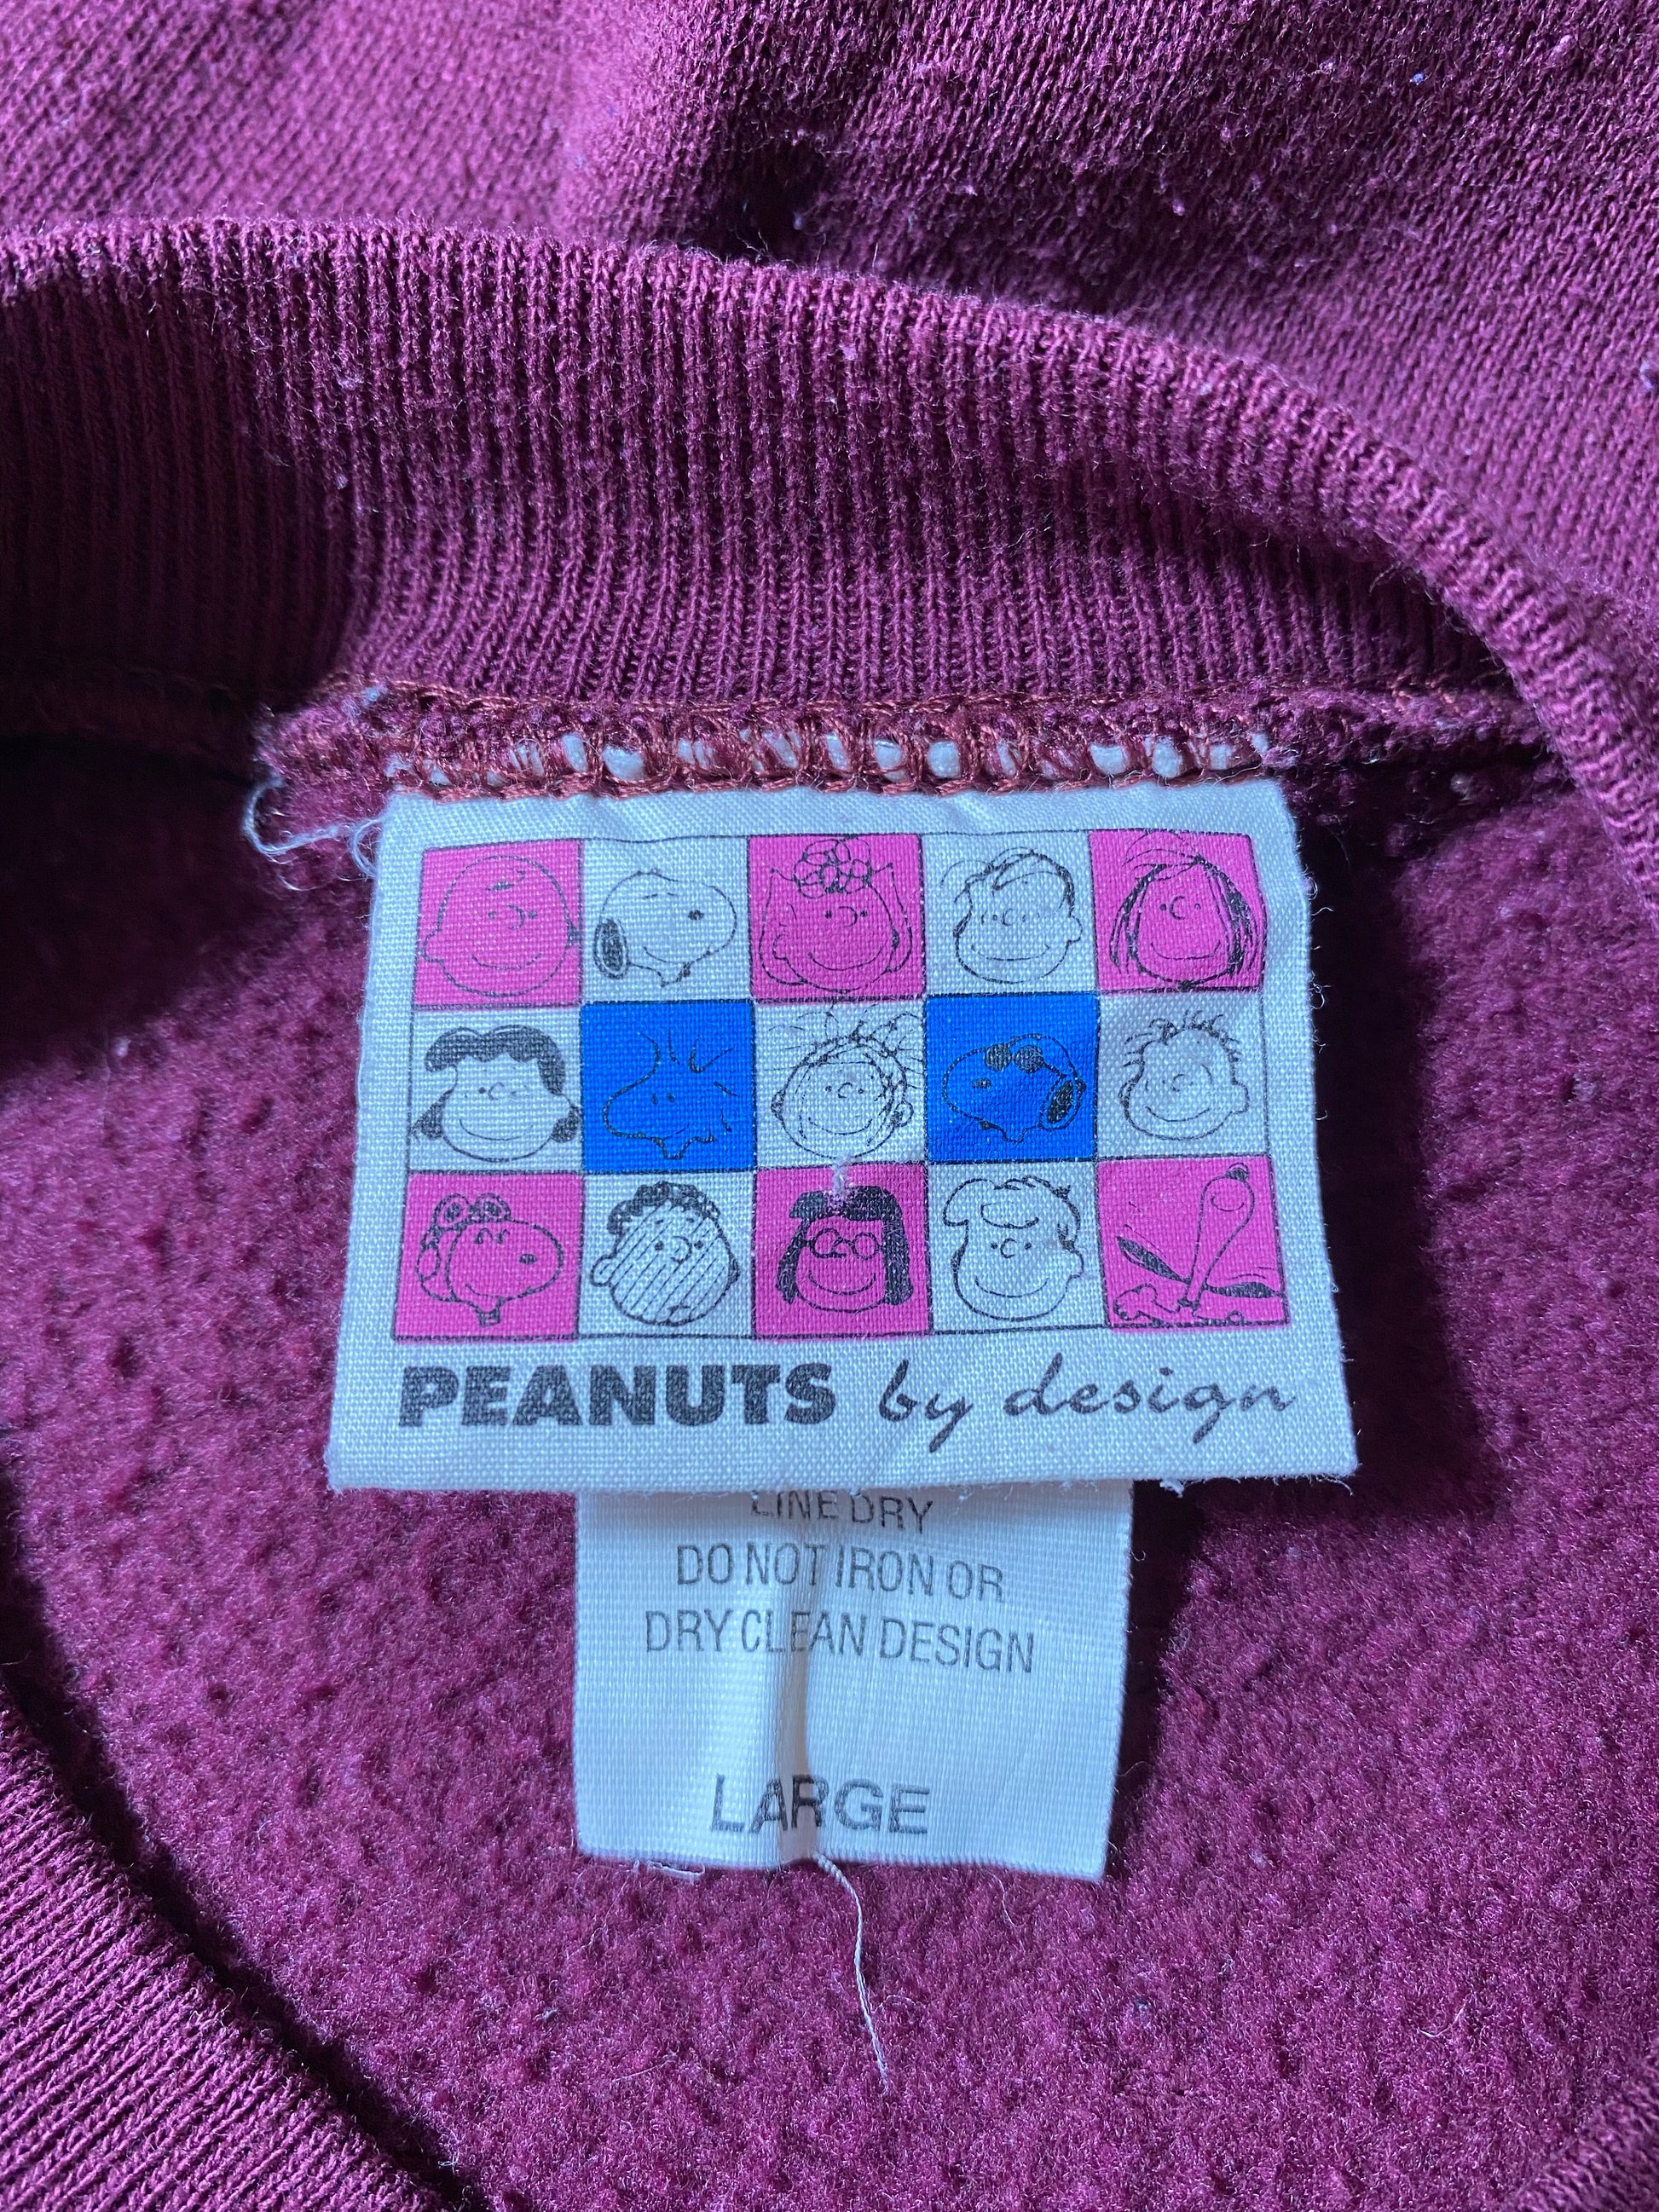 PEANUTS by design
LINE DRY
DO NOT IRON OR
DRY CLEAN DESIGN
LARGE